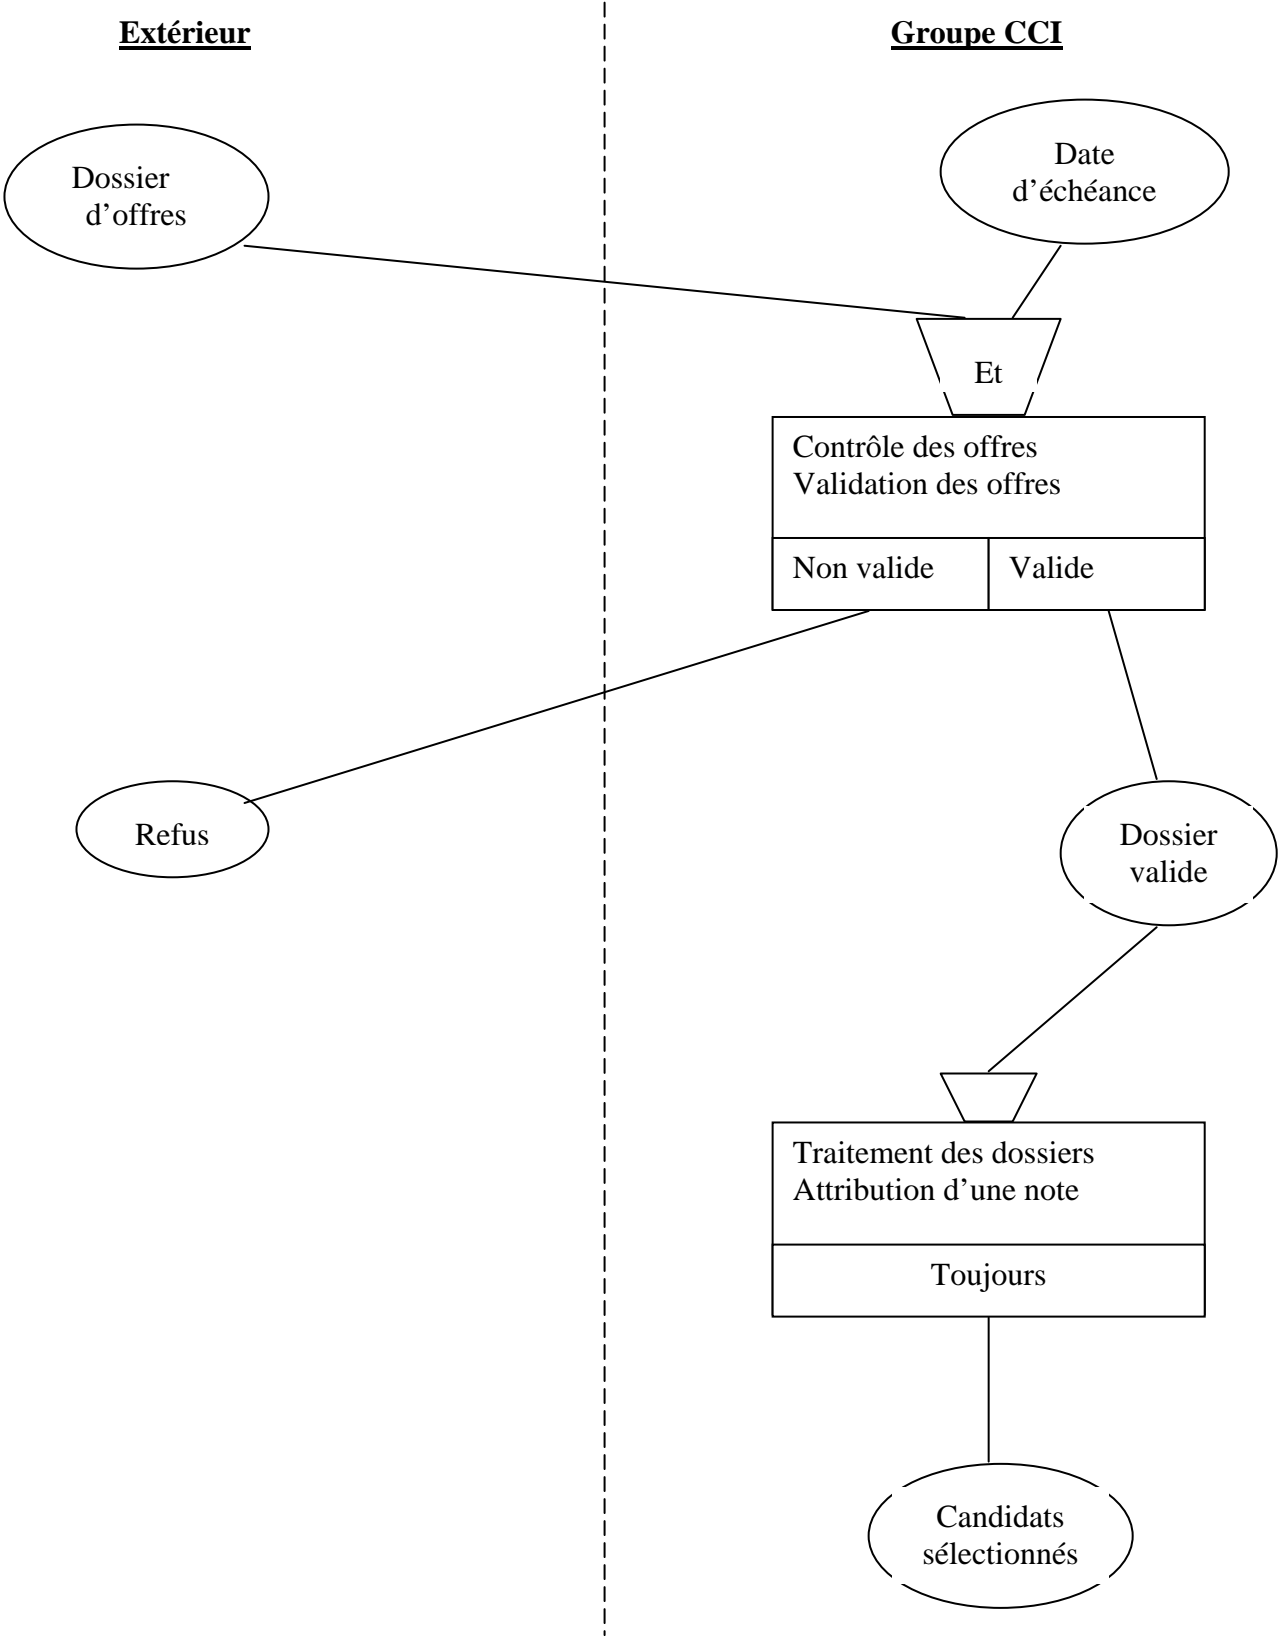 Extérieur
Groupe CCI
Dossier
d’offres
Date
d’échéance
Et
Contrôle des offres
Validation des offres
Non valide
Valide
Refus
Dossier
valide
Traitement des dossiers
Attribution d’une note
Toujours
Candidats
sélectionnés